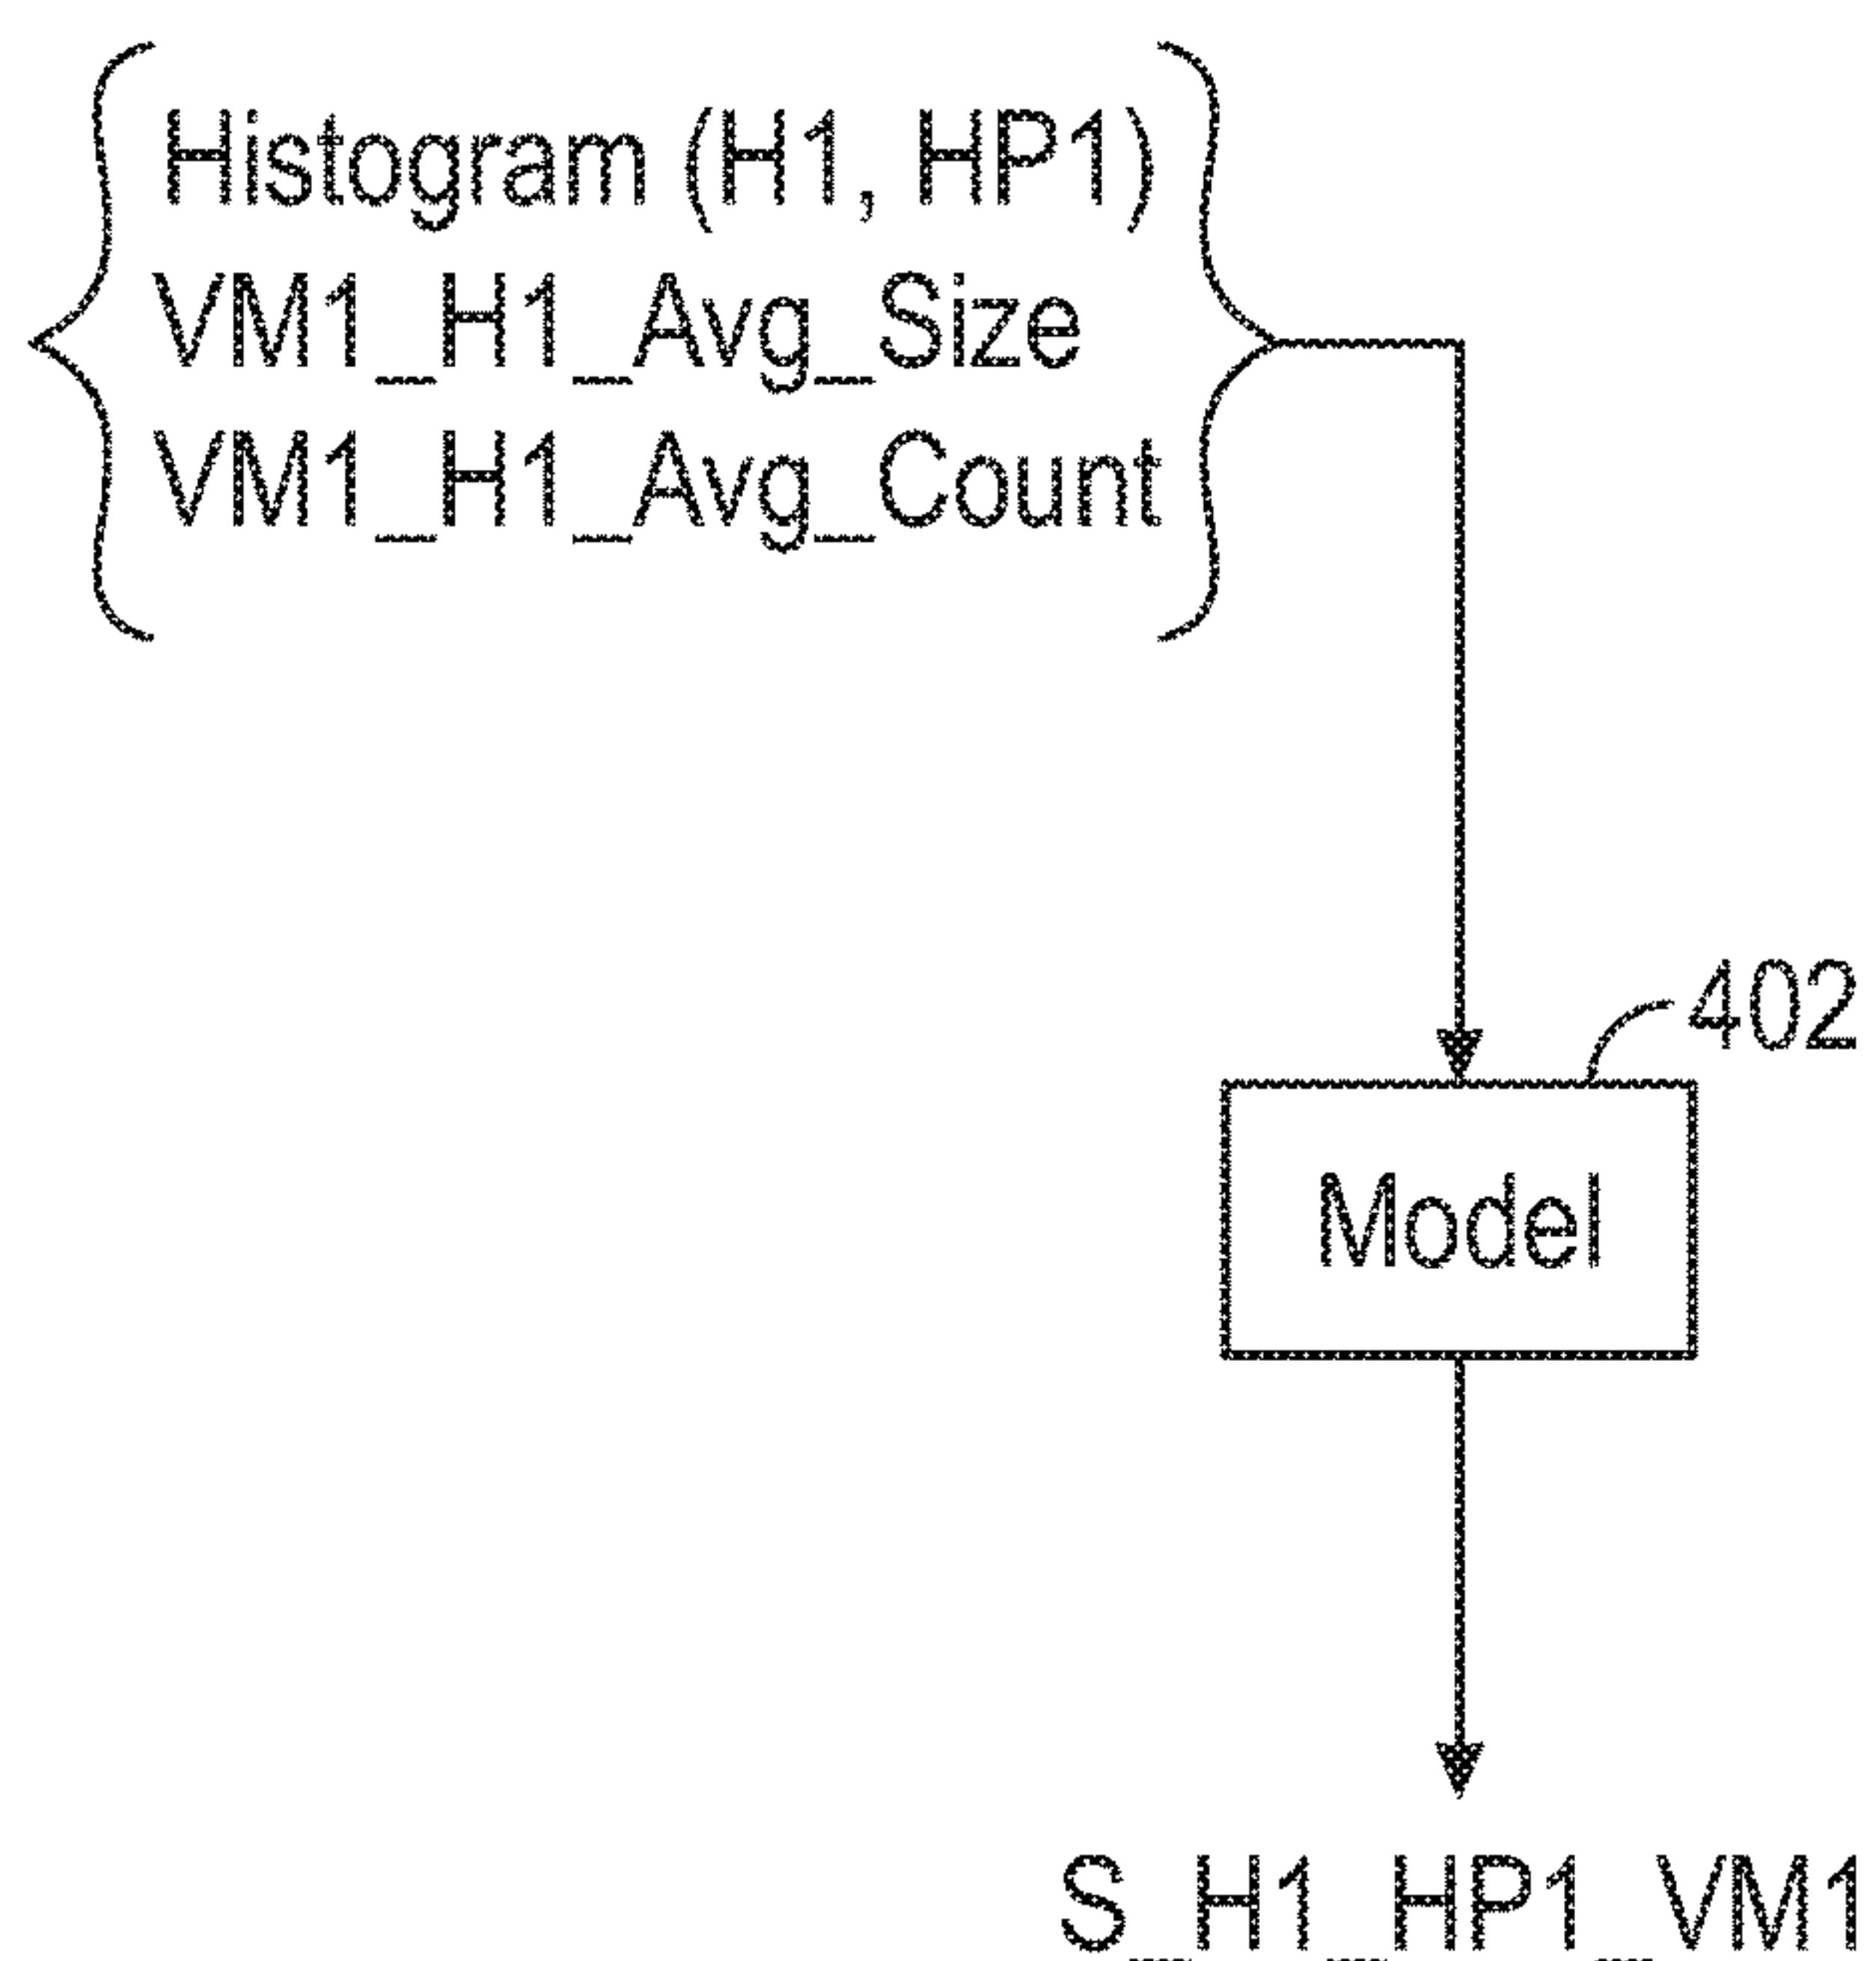 Histogram (H1, HP1)
VM1_H1_Avg_Size
VM1_H1_Avg_Count
402
Model
S_H1_HP1_VM1